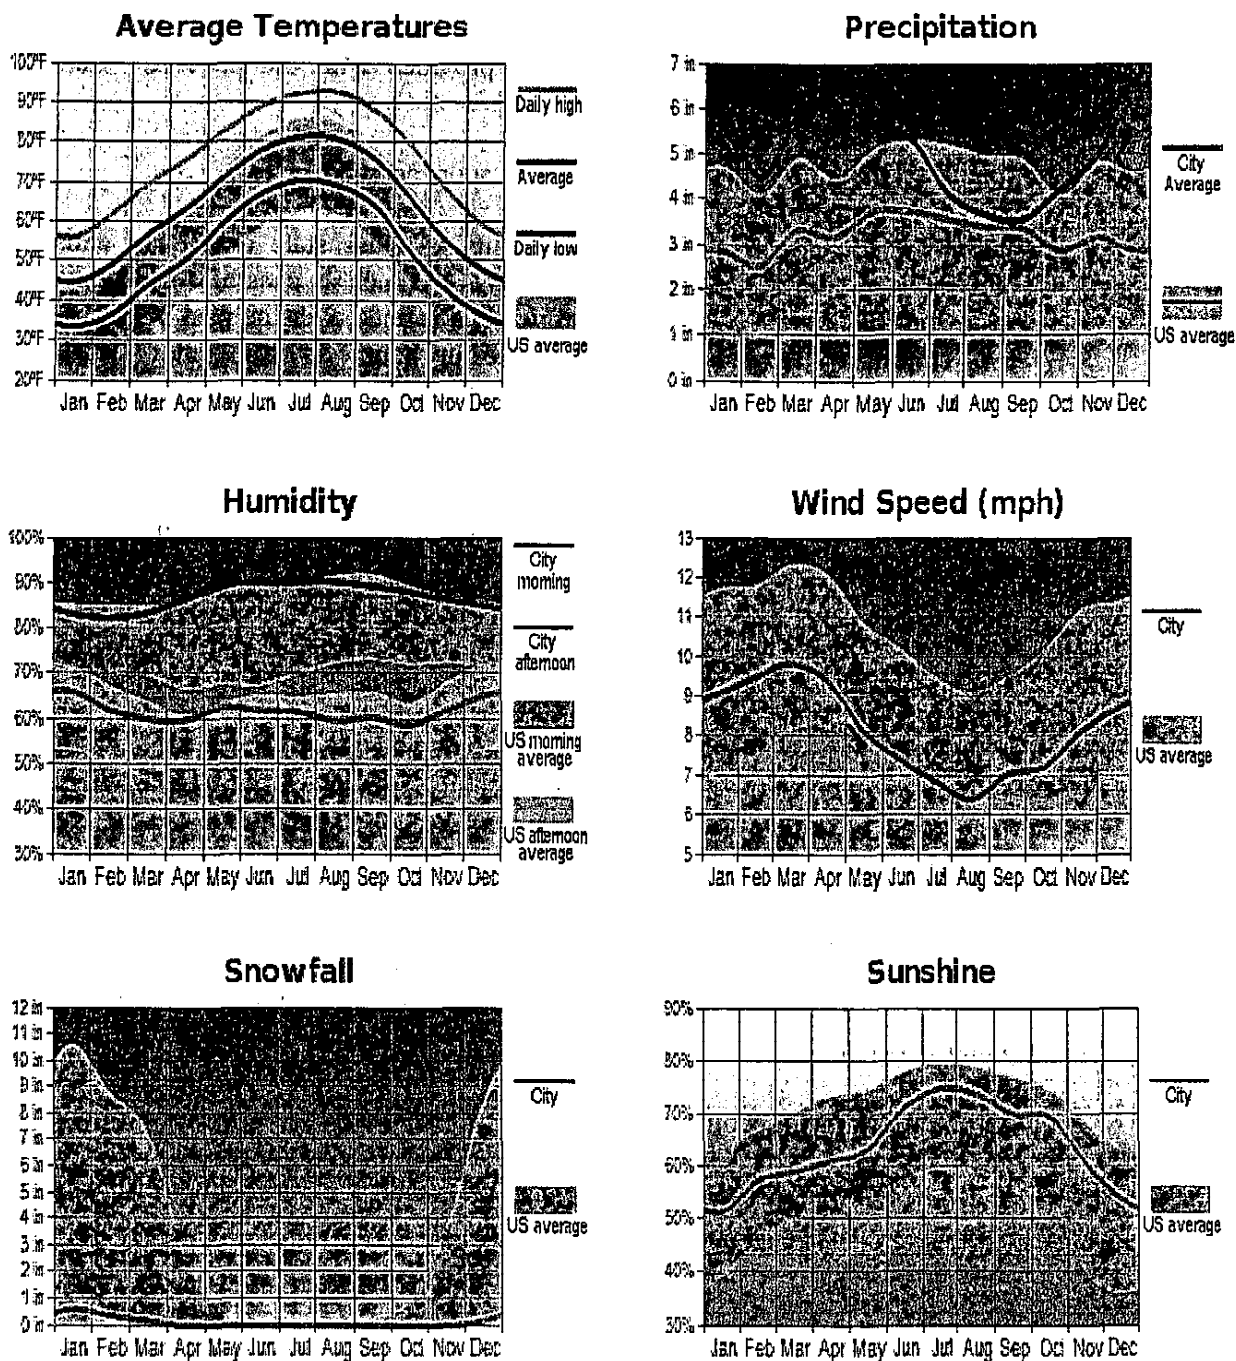 Average Temperatures
100°F
90°F
80°F
70°F
60°F
50°F
40°F
30°F
20°F
Jan Feb Mar Apr May Jun Jul Aug Sep Oct Nov Dec
Daily high
Average
Daily low
US average
Precipitation
7 in
6 in
5 in
4 in
3 in
2 in
1 in
0 in
Jan Feb Mar Apr May Jun Jul Aug Sep Oct Nov Dec
City
Average
US average
Humidity
100%
90%
80%
70%
60%
50%
40%
30%
Jan Feb Mar Apr May Jun Jul Aug Sep Oct Nov Dec
City
morning
City
afternoon
US morning
average
US afternoon
average
Wind Speed (mph)
13
12
11
10
9
8
7
6
5
Jan Feb Mar Apr May Jun Jul Aug Sep Oct Nov Dec
City
US average
Snowfall
12 in
11 in
10 in
9 in
8 in
7 in
6 in
5 in
4 in
3 in
2 in
1 in
0 in
Jan Feb Mar Apr May Jun Jul Aug Sep Oct Nov Dec
City
US average
Sunshine
90%
80%
70%
60%
50%
40%
30%
Jan Feb Mar Apr May Jun Jul Aug Sep Oct Nov Dec
City
US average